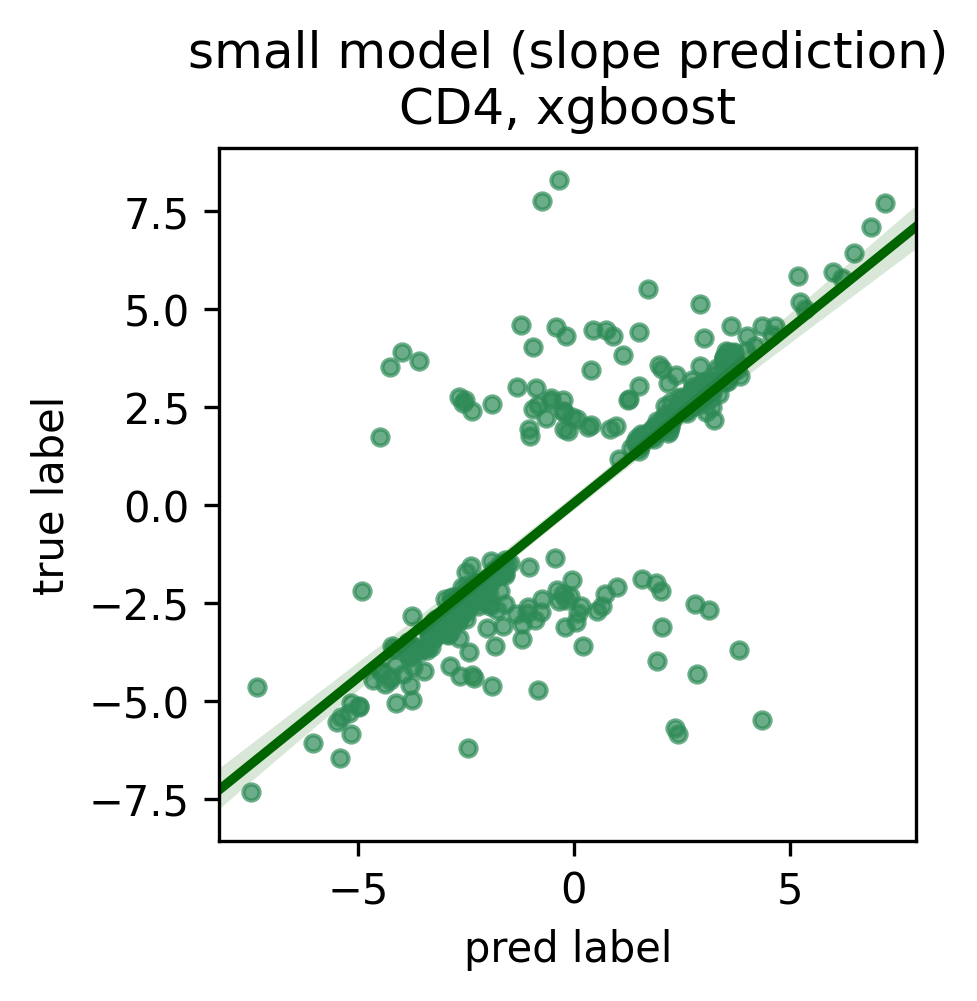 small model (slope prediction)
CD4, xgboost
true label
7.5
5.0
2.5
0.0
−2.5
−5.0
−7.5
−5 0 5
pred label